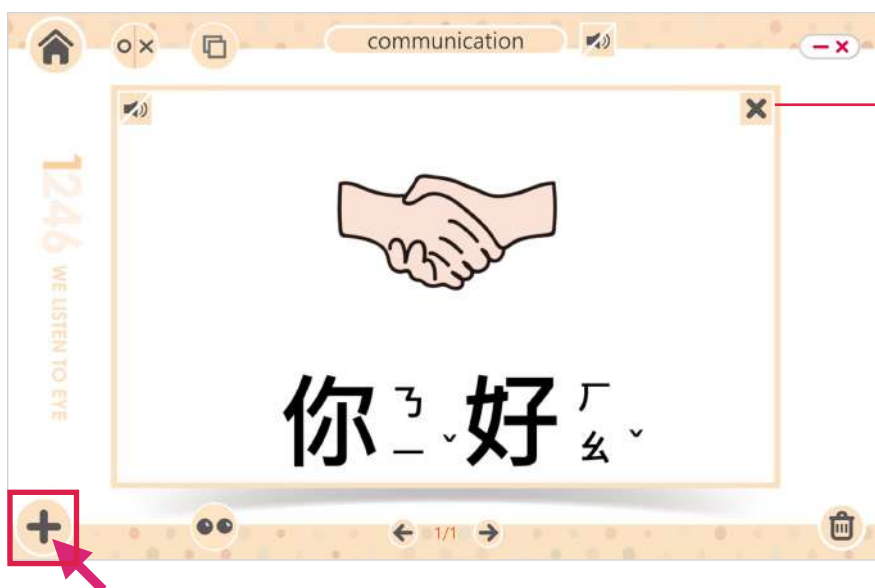 communication
1246 WE LISTEN TO EYE
你ㄋㄧˇ好ㄏㄠˇ
1/1